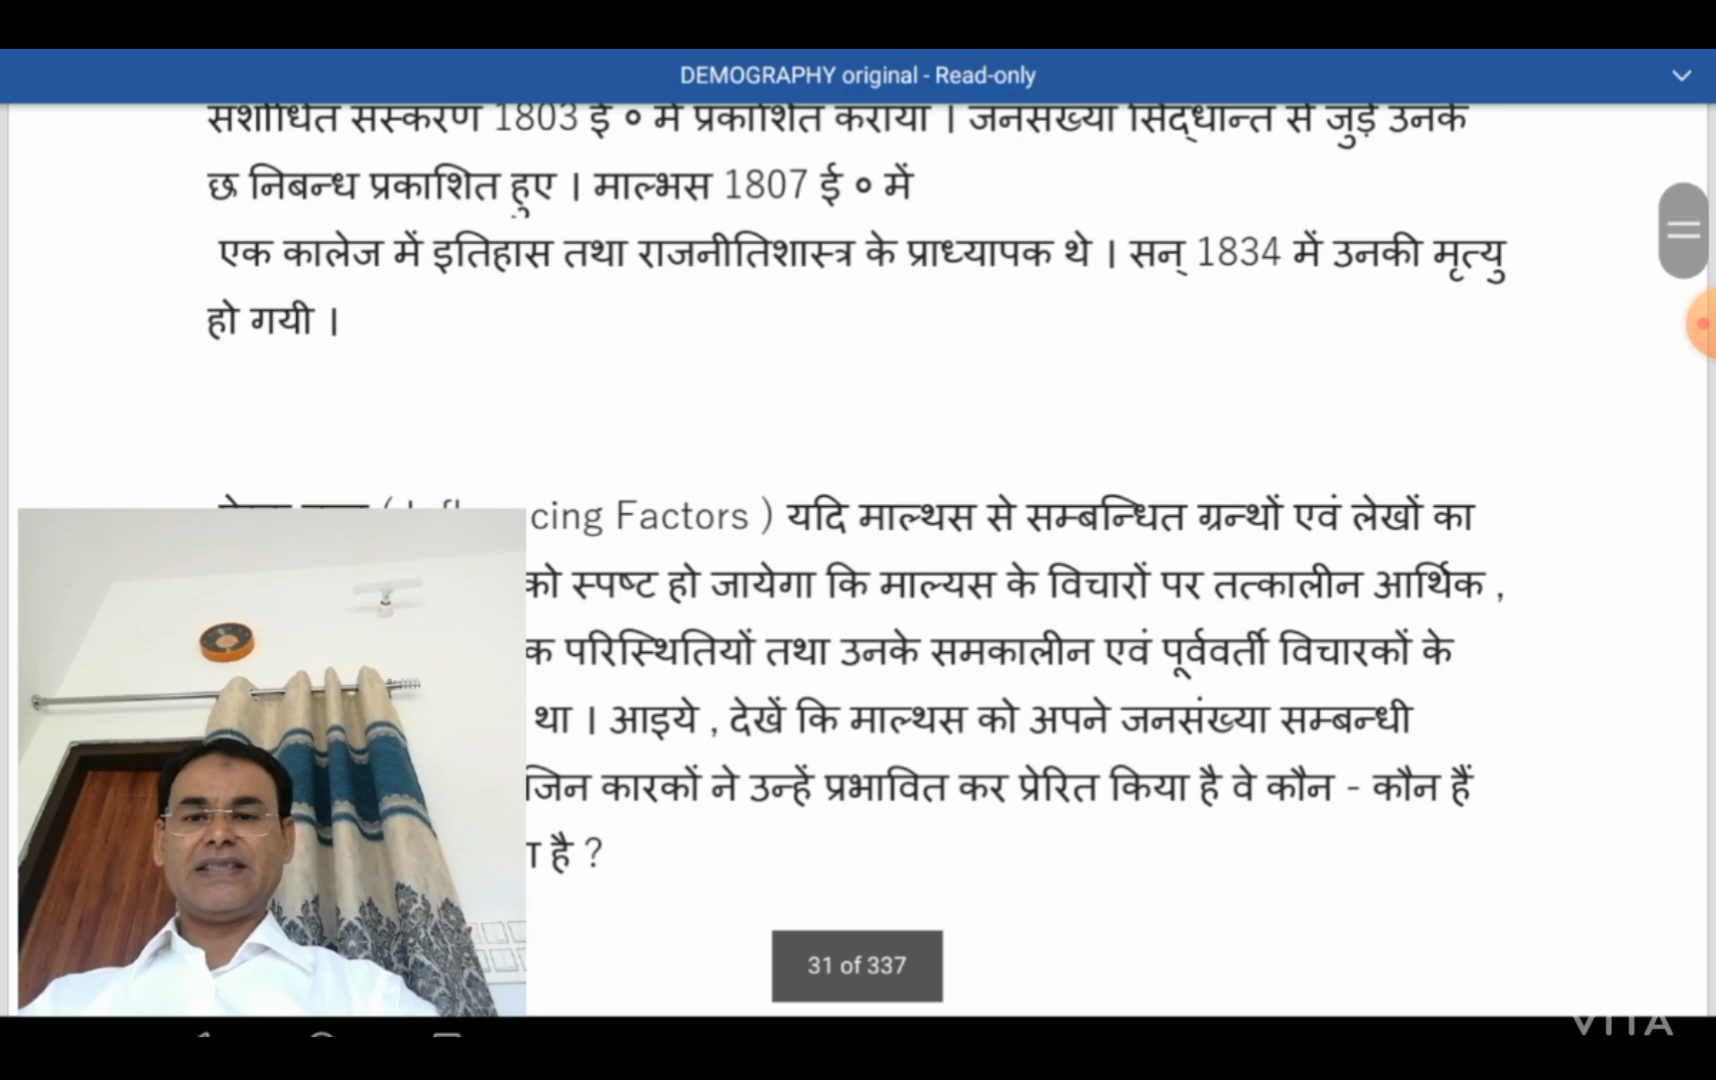 DEMOGRAPHY original - Read-only
संशोधित संस्करण 1803 ई ० में प्रकाशित कराया । जनसंख्या सिद्धान्त से जुड़े उनके
छ निबन्ध प्रकाशित हुए । माल्भस 1807 ई ० में
एक कालेज में इतिहास तथा राजनीतिशास्त्र के प्राध्यापक थे । सन् 1834 में उनकी मृत्यु
हो गयी ।
Factors ) यदि माल्थस से सम्बन्धित ग्रन्थों एवं लेखों का
को स्पष्ट हो जायेगा कि माल्यस के विचारों पर तत्कालीन आर्थिक ,
परिस्थितियों तथा उनके समकालीन एवं पूर्ववर्ती विचारकों के
था । आइये , देखें कि माल्थस को अपने जनसंख्या सम्बन्धी
जिन कारकों ने उन्हें प्रभावित कर प्रेरित किया है वे कौन - कौन हैं
है ?
31 of 337
VITA